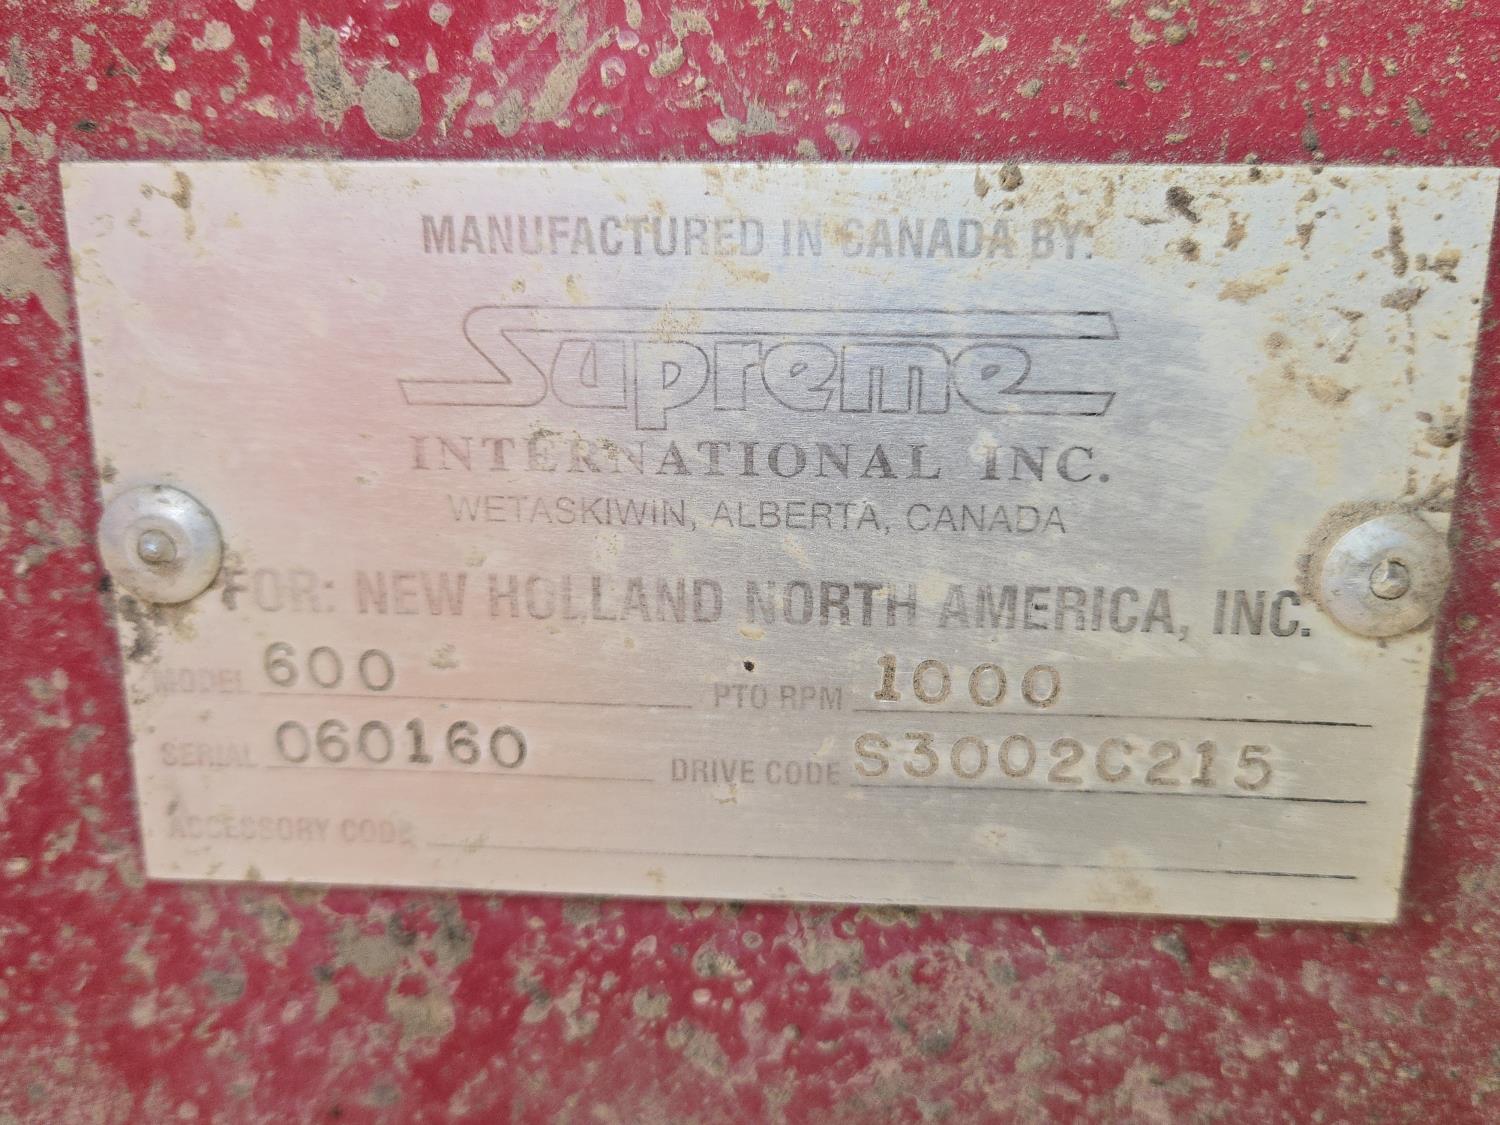 MANUFACTURED IN CANADA BY:
Supreme
INTERNATIONAL INC.
WETASKIWIN, ALBERTA, CANADA
FOR: NEW HOLLAND NORTH AMERICA, INC.
MODEL 600 PTO RPM 1000
SERIAL 060160 DRIVE CODE S3002C215
ACCESSORY CODE